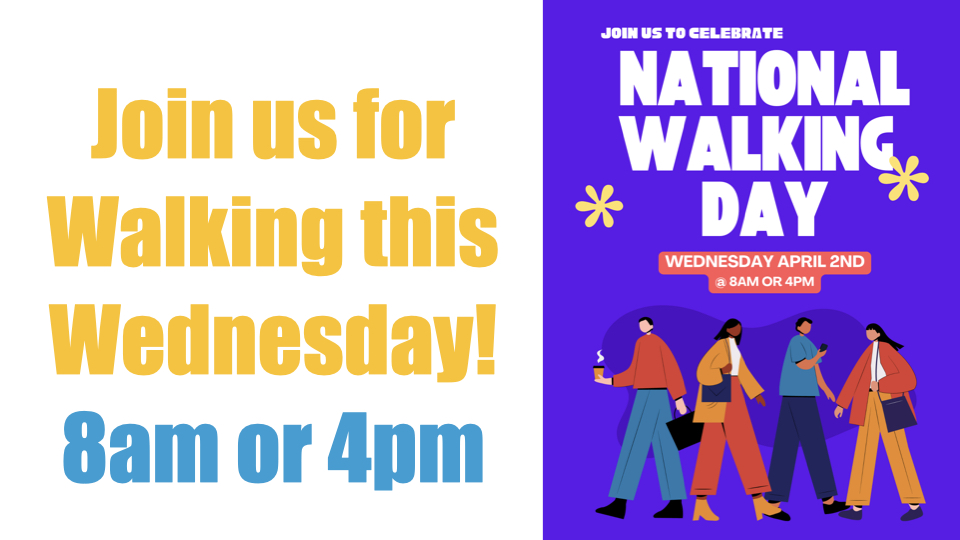 Join us for
Walking this
Wednesday!
8am or 4pm
JOIN US TO CELEBRATE
NATIONAL
WALKING
DAY
WEDNESDAY APRIL 2ND
@ 8AM OR 4PM